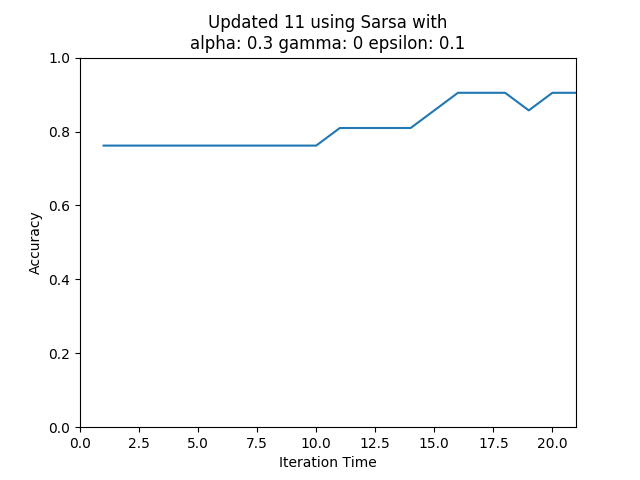 Updated 11 using Sarsa with
alpha: 0.3 gamma: 0 epsilon: 0.1
1.0
0.8
0.6
0.4
0.2
0.0
Accuracy
0.0 2.5 5.0 7.5 10.0 12.5 15.0 17.5 20.0
Iteration Time